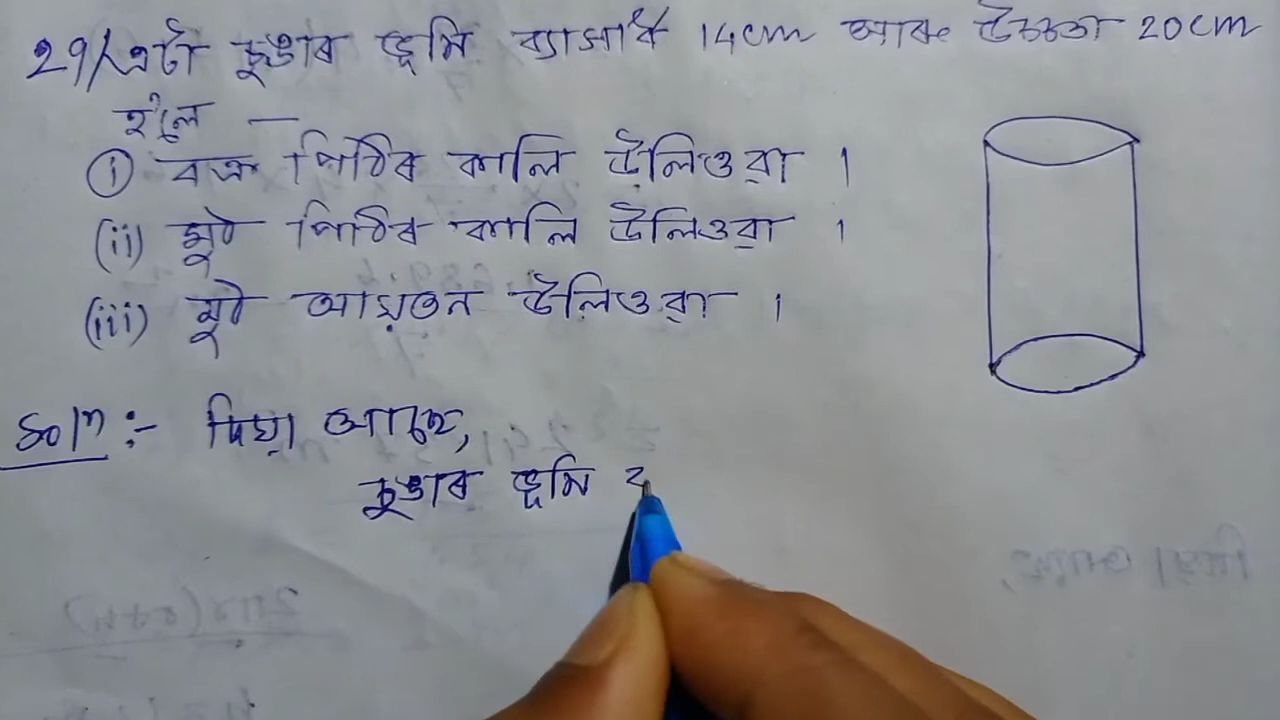 29/ এটা চুঙাৰ ভূমি ব্যাসাৰ্ধ 14cm আৰু উচ্চতা 20cm
হ'লে —
(i) বক্ৰ পিঠিৰ কালি উলিওৱা ।
(ii) মুঠ পিঠিৰ কালি উলিওৱা ।
(iii) মুঠ আয়তন উলিওৱা ।
Soln :- দিয়া আছে,
চুঙাৰ ভূমি